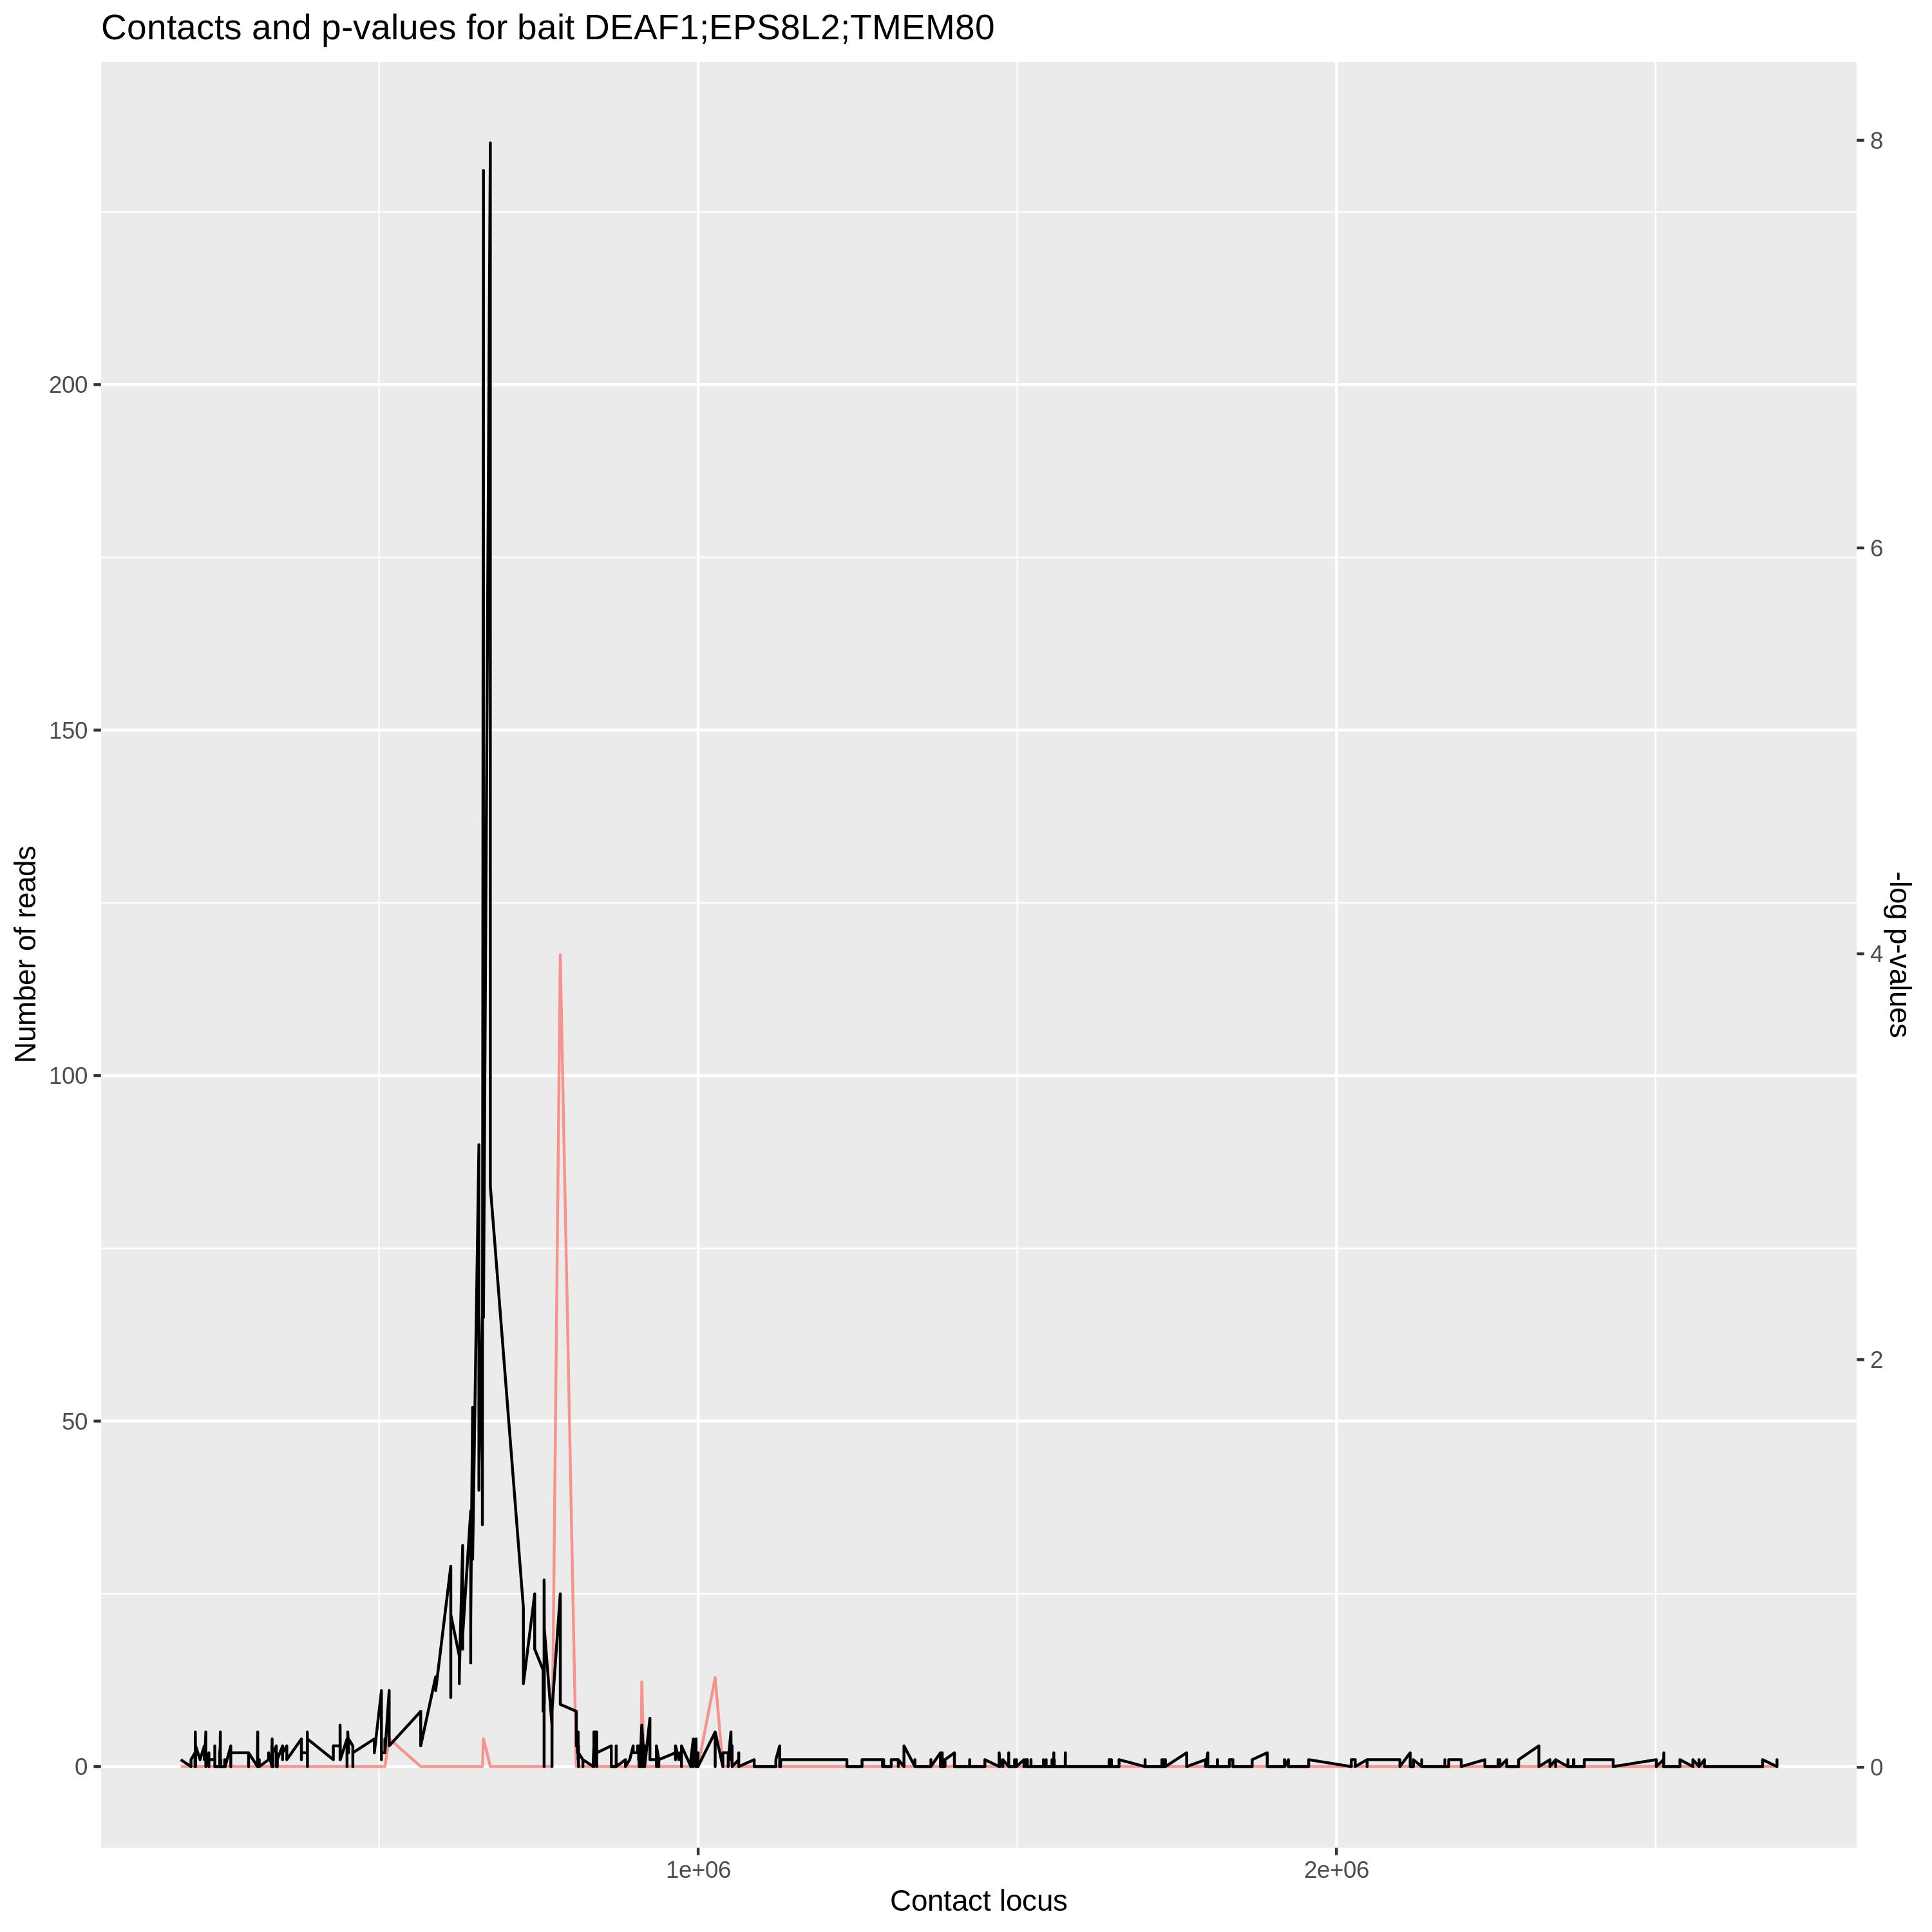 Contacts and p-values for bait DEAF1;EPS8L2;TMEM80
Number of reads
200
150
100
50
0
8
6
4
2
0
-log p-values
1e+06
2e+06
Contact locus